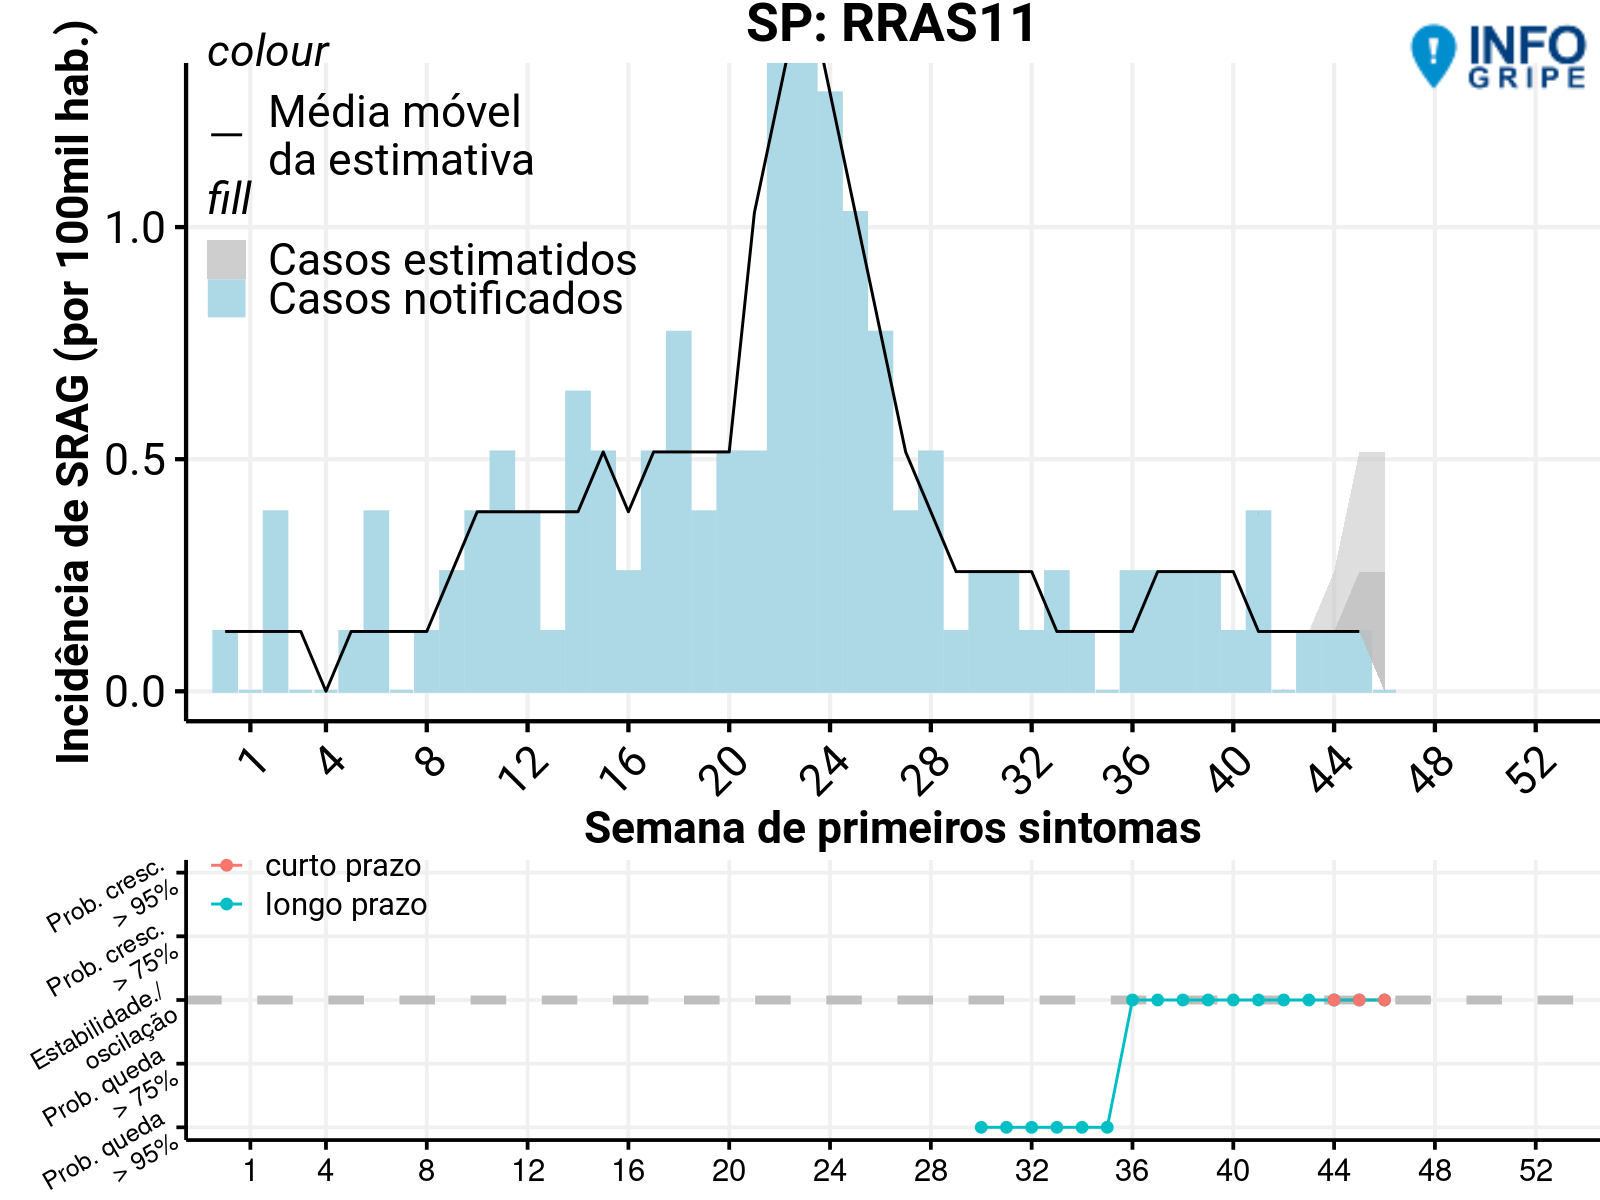 SP: RRAS11
INFO
GRIPE
colour
Média móvel
da estimativa
fill
Casos estimatidos
Casos notificados
Incidência de SRAG (por 100mil hab.)
1.0
0.5
0.0
1 4 8 12 16 20 24 28 32 36 40 44 48 52
Semana de primeiros sintomas
curto prazo
longo prazo
Prob. cresc.
> 95%
Prob. cresc.
> 75%
Estabilidade./
oscilação
Prob. queda
> 75%
Prob. queda
> 95%
1 4 8 12 16 20 24 28 32 36 40 44 48 52